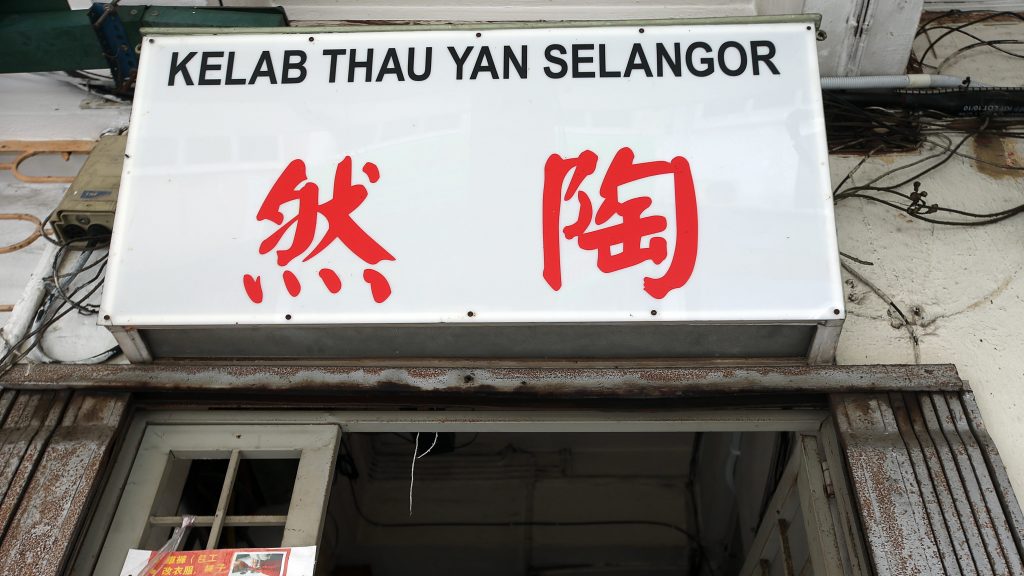 KELAB THAU YAN SELANGOR
然 陶